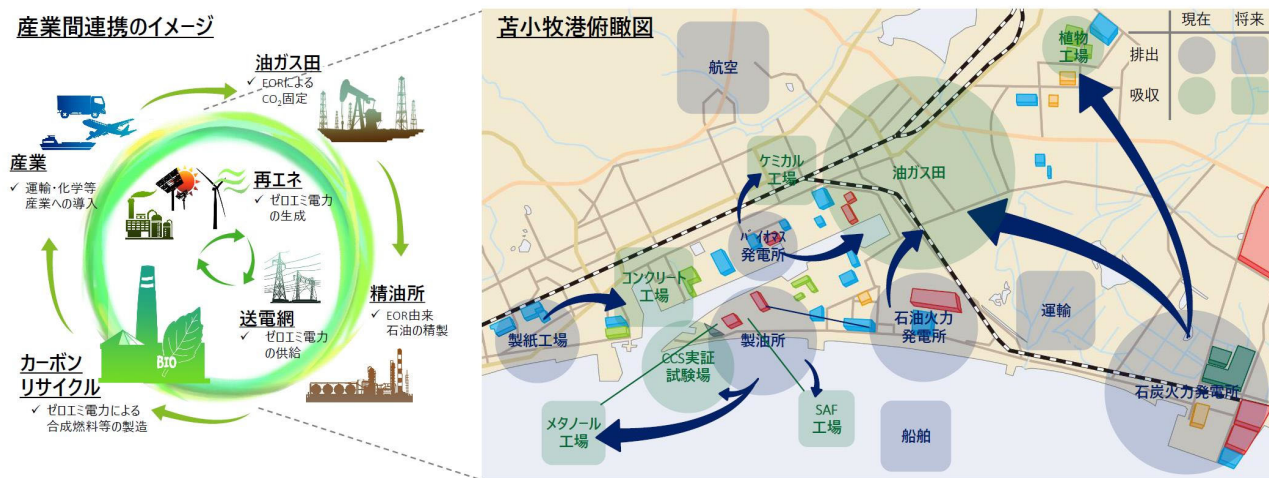 産業間連携のイメージ
油ガス田
✓ EORによる
CO₂固定
産業
✓ 運輸・化学等
産業への導入
再エネ
✓ ゼロエミ電力
の生成
送電網
✓ ゼロエミ電力
の供給
精油所
✓ EOR由来
石油の精製
BIO
カーボン
リサイクル
✓ ゼロエミ電力による
合成燃料等の製造
苫小牧港俯瞰図
現在 将来
排出
吸収
航空
植物
工場
ケミカル
工場
油ガス田
バイオマス
発電所
コンクリート
工場
製紙工場
製油所
石油火力
発電所
運輸
CCS実証
試験場
石炭火力発電所
メタノール
工場
SAF
工場
船舶